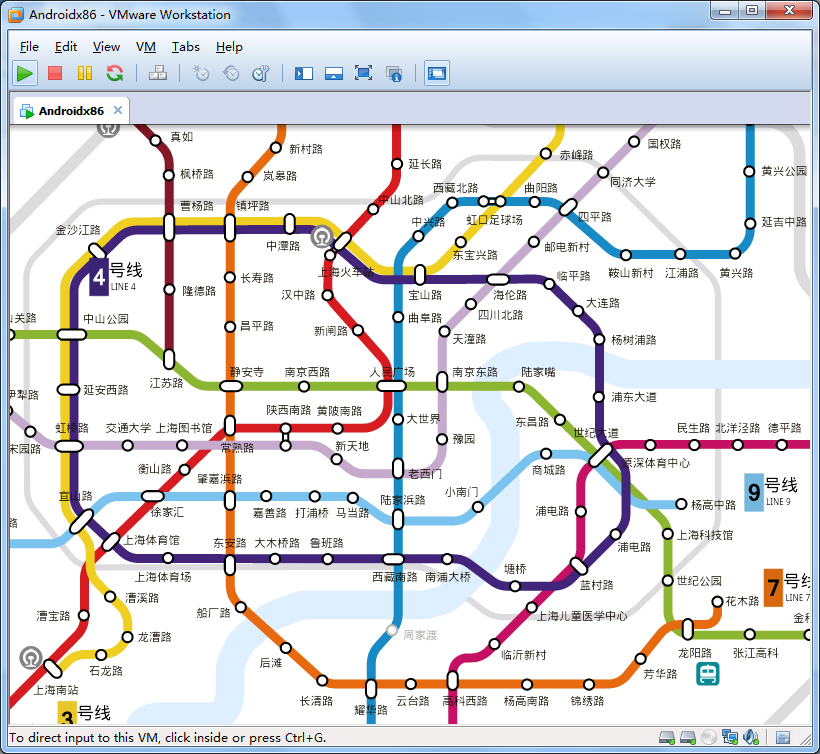 Androidx86 - VMware Workstation
File Edit View VM Tabs Help
Androidx86
真如
新村路
延长路
赤峰路
国权路
枫桥路
岚皋路
同济大学
黄兴公园
西藏北路
曲阳路
曹杨路
镇坪路
中山北路
虹口足球场
四平路
金沙江路
中兴路
延吉中路
中潭路
邮电新村
东宝兴路
上海火车站
鞍山新村
江浦路
黄兴路
4号线
LINE 4
长寿路
临平路
隆德路
汉中路
宝山路
海伦路
大连路
关路
中山公园
昌平路
新闸路
曲阜路
四川北路
天潼路
杨树浦路
江苏路
静安寺
南京西路
人民广场
南京东路
陆家嘴
伊犁路
延安西路
浦东大道
陕西南路
黄陂南路
大世界
东昌路
虹桥路
交通大学
上海图书馆
世纪大道
民生路
北洋泾路
德平路
宋园路
常熟路
新天地
豫园
衡山路
肇嘉浜路
老西门
商城路
源深体育中心
宜山路
徐家汇
嘉善路
打浦桥
马当路
陆家浜路
小南门
杨高中路
9号线
LINE 9
路
浦电路
上海体育馆
东安路
大木桥路
鲁班路
上海科技馆
浦电路
上海体育场
西藏南路
南浦大桥
塘桥
蓝村路
世纪公园
7号线
LINE 7
漕溪路
船厂路
花木路
漕宝路
上海儿童医学中心
龙漕路
周家渡
临沂新村
龙阳路
张江高科
石龙路
后滩
芳华路
上海南站
长清路
耀华路
云台路
高科西路
杨高南路
锦绣路
3号线
To direct input to this VM, click inside or press Ctrl+G.